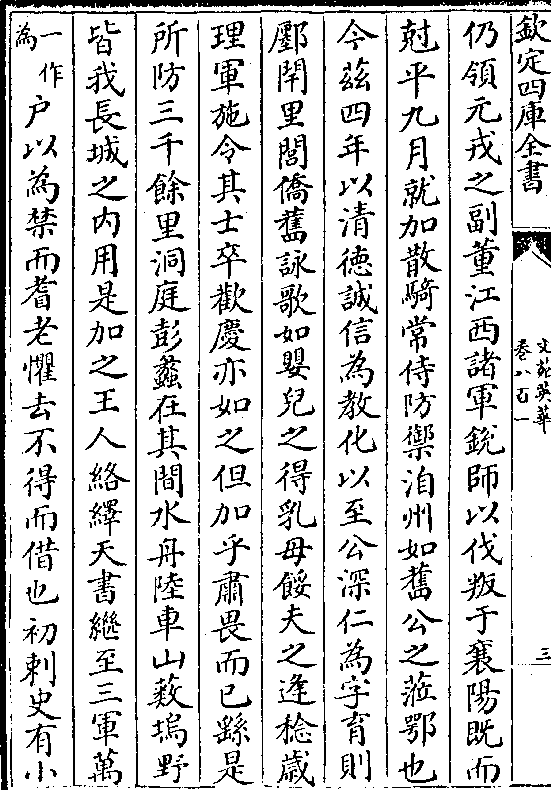 欽定四庫全書
文苑英華
卷八百一
三
仍領元戎之副董江西諸軍銳師以伐叛于襄陽既而
尅平九月就加散騎常侍防禦洎州如舊公之蒞鄂也
今茲四年以清德誠信為教化以至公深仁為字育則
酆閈里閭僑舊詠歌如嬰兒之得乳母餒夫之逢稔歲
理軍施令其士卒歡慶亦如之但加乎肅畏而已繇是
所防三千餘里洞庭彭蠡在其間水舟陸車山藪塢野
皆我長城之内用是加之王人絡繹天書繼至三軍萬
一作
為
户以為禁而耆老懼去不得而借也初刺史有小